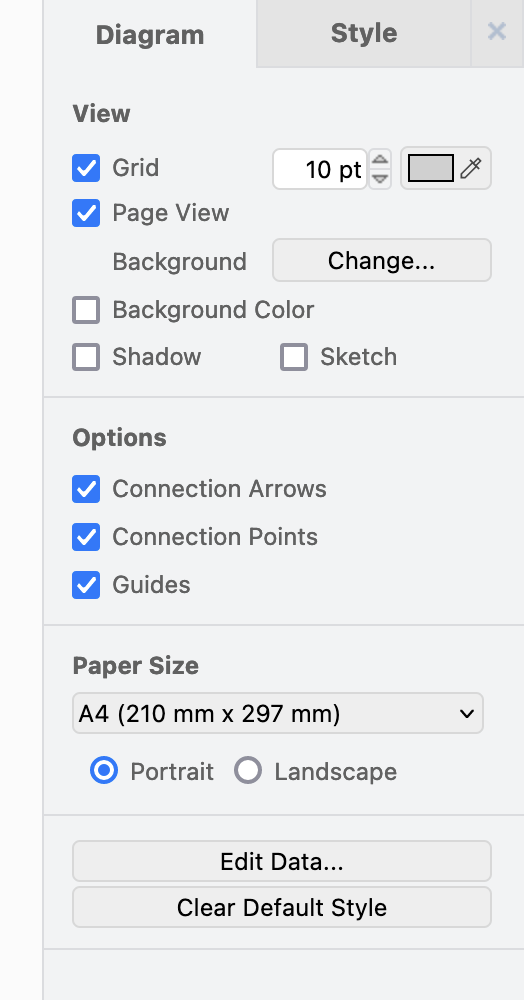 Diagram Style
View
Grid 10 pt
Page View
Background Change...
Background Color
Shadow Sketch
Options
Connection Arrows
Connection Points
Guides
Paper Size
A4 (210 mm x 297 mm)
Portrait Landscape
Edit Data...
Clear Default Style